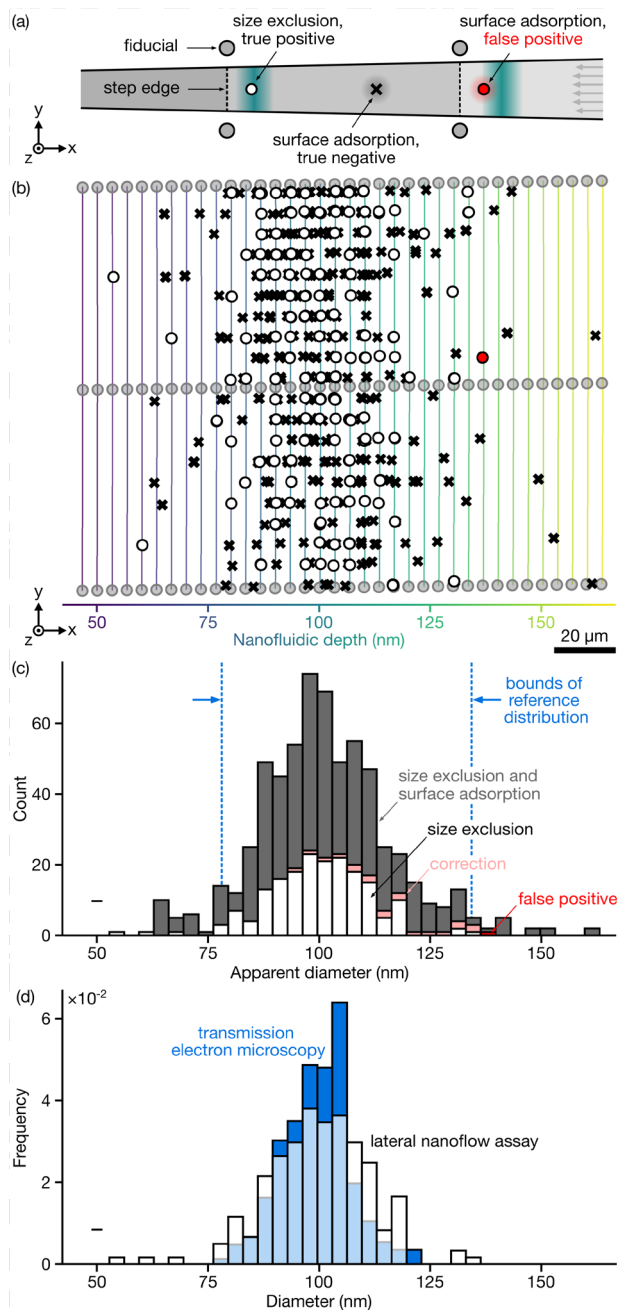 (a)
size exclusion,
true positive
surface adsorption,
false positive
fiducial
step edge
surface adsorption,
true negative
y
z
x
(b)
y
z
x
50
75
100
125
150
Nanofluidic depth (nm)
20 µm
(c)
bounds of
reference
distribution
size exclusion and
surface adsorption
size exclusion
correction
false positive
Count
60
40
20
0
50
75
100
125
150
Apparent diameter (nm)
(d)
×10⁻²
transmission
electron microscopy
lateral nanoflow assay
Frequency
6
4
2
0
50
75
100
125
150
Diameter (nm)